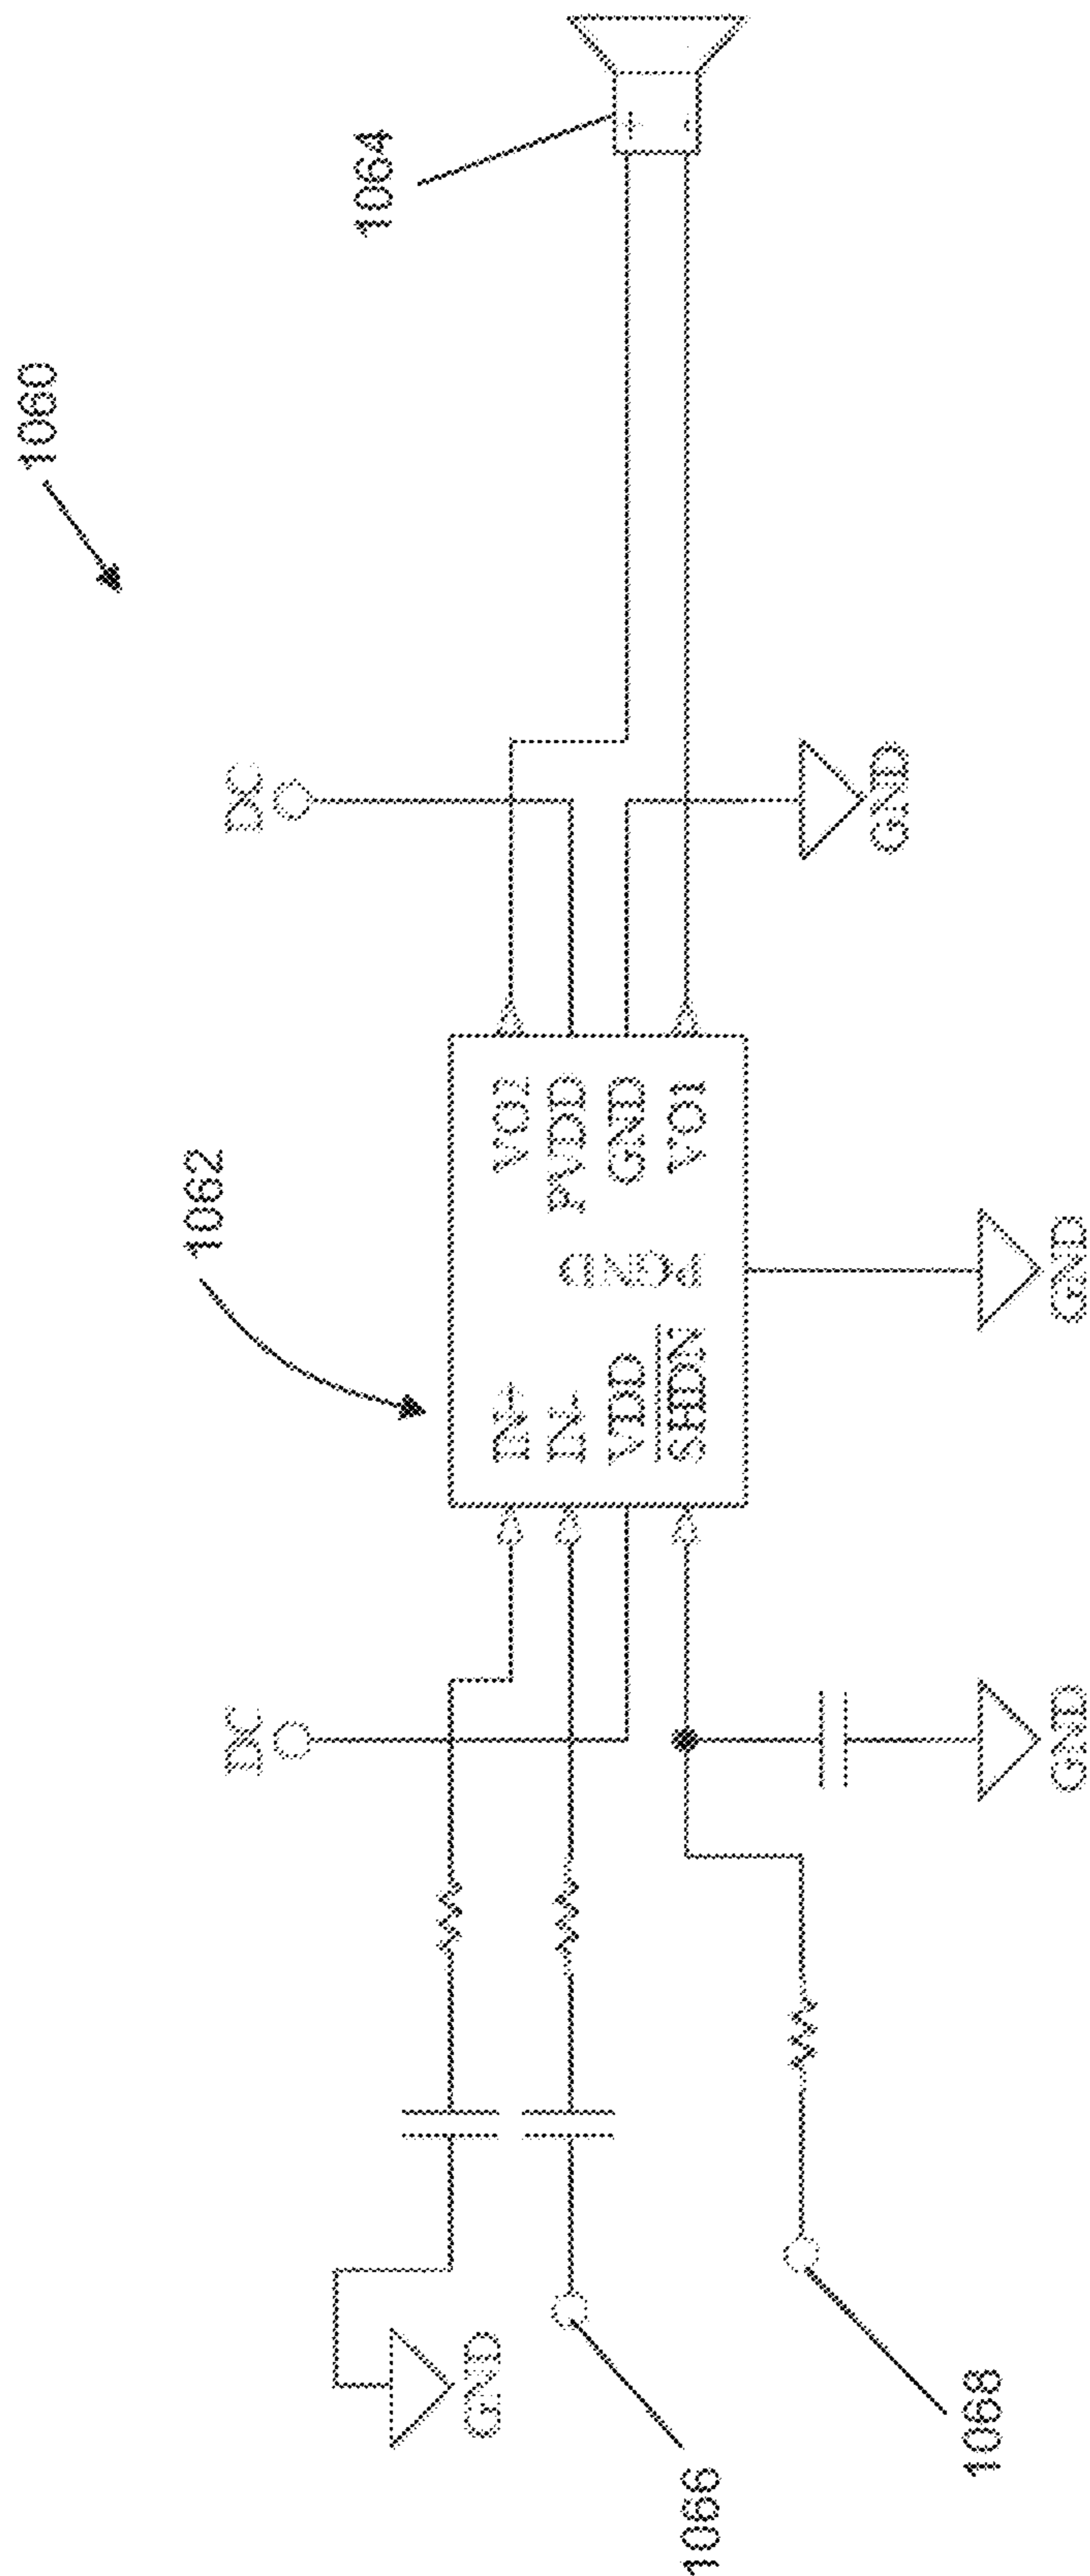 1060
1064
1062
DC
DC
IN+
IN-
VDD
SHDN
PGND
VO2
PVDD
GND
VO1
+
-
GND
GND
GND
GND
1066
1068